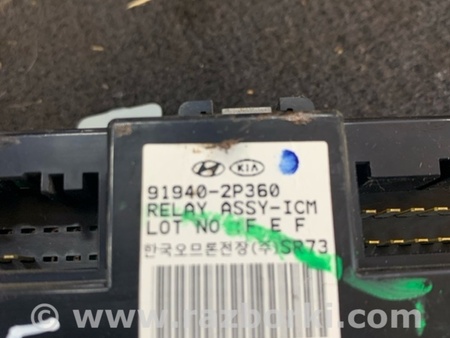 KIA
91940-2P360
RELAY ASSY-ICM
LOT NO : F E F
한국오므론전장(주)SR73
www.razborki.com